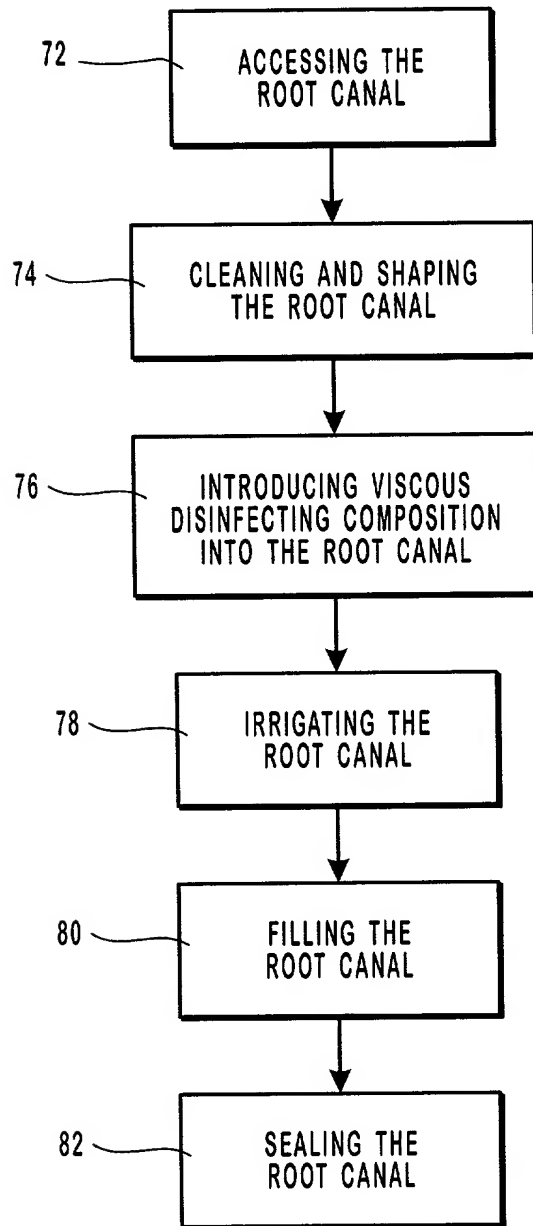 72
ACCESSING THE
ROOT CANAL
74
CLEANING AND SHAPING
THE ROOT CANAL
76
INTRODUCING VISCOUS
DISINFECTING COMPOSITION
INTO THE ROOT CANAL
78
IRRIGATING THE
ROOT CANAL
80
FILLING THE
ROOT CANAL
82
SEALING THE
ROOT CANAL